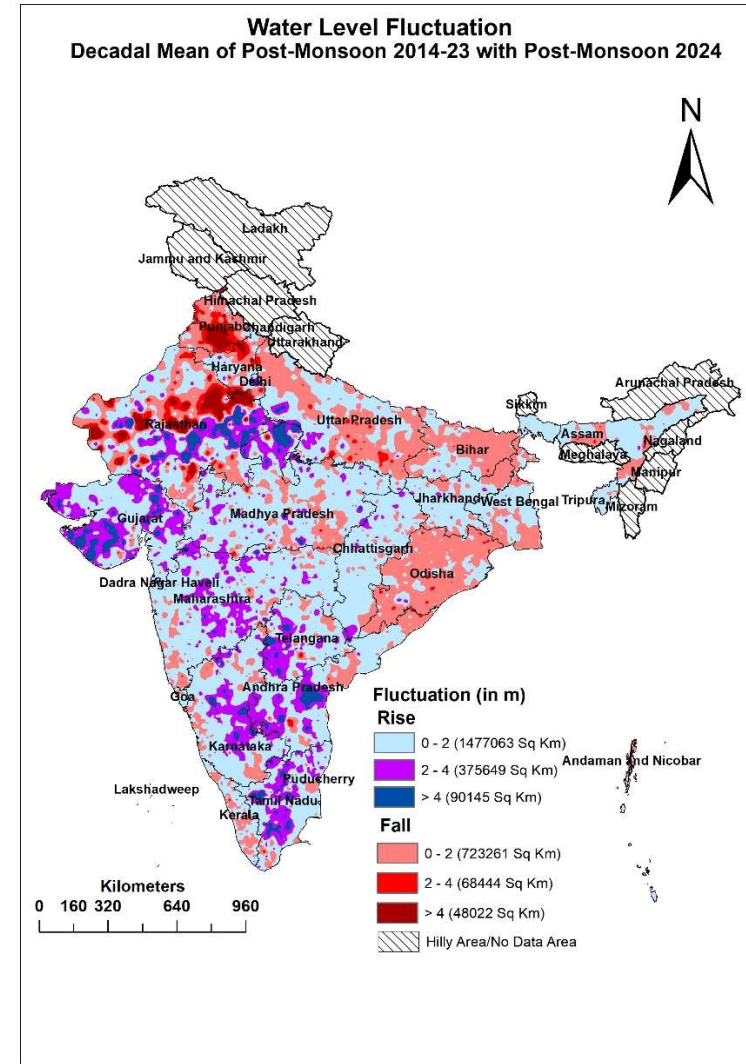 Water Level Fluctuation
Decadal Mean of Post-Monsoon 2014-23 with Post-Monsoon 2024
N
Ladakh
Jammu and Kashmir
Himachal Pradesh
Punjab Chandigarh
Uttarakhand
Haryana
Delhi
Arunachal Pradesh
Sikkim
Rajasthan
Uttar Pradesh
Assam
Nagaland
Bihar
Meghalaya
Manipur
Jharkhand
West Bengal
Tripura
Mizoram
Gujarat
Madhya Pradesh
Chhattisgarh
Odisha
Dadra Nagar Haveli
Maharashtra
Telangana
Goa
Andhra Pradesh
Karnataka
Puducherry
Lakshadweep
Tamil Nadu
Kerala
Andaman and Nicobar
Fluctuation (in m)
Rise
0 - 2 (1477063 Sq Km)
2 - 4 (375649 Sq Km)
> 4 (90145 Sq Km)
Fall
0 - 2 (723261 Sq Km)
2 - 4 (68444 Sq Km)
> 4 (48022 Sq Km)
Hilly Area/No Data Area
Kilometers
0 160 320 640 960